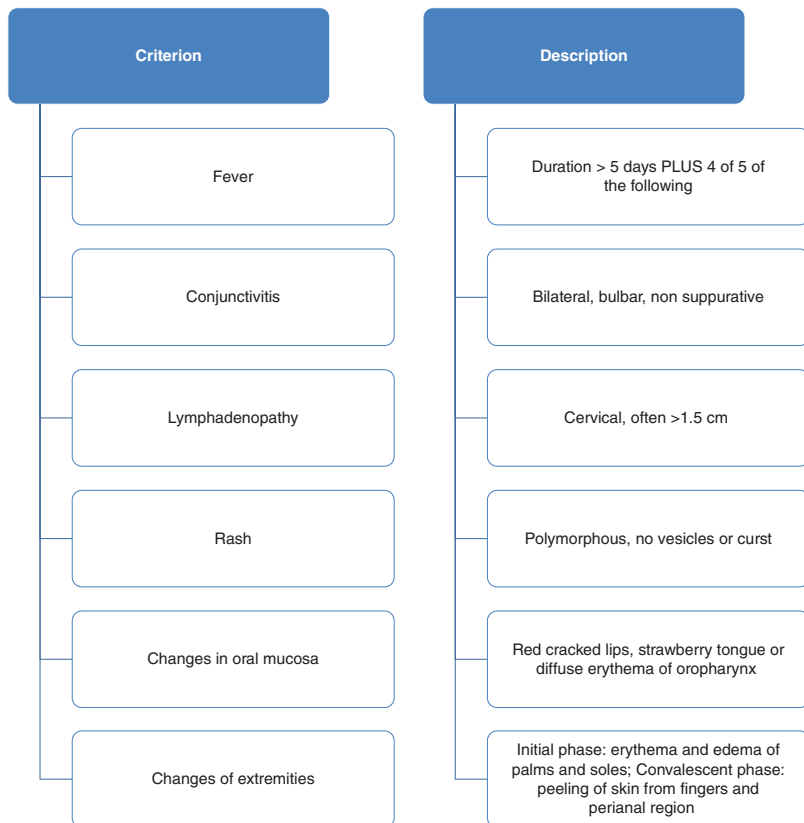 Criterion
Description
Fever
Duration > 5 days PLUS 4 of 5 of
the following
Conjunctivitis
Bilateral, bulbar, non suppurative
Lymphadenopathy
Cervical, often >1.5 cm
Rash
Polymorphous, no vesicles or curst
Changes in oral mucosa
Red cracked lips, strawberry tongue or
diffuse erythema of oropharynx
Changes of extremities
Initial phase: erythema and edema of
palms and soles; Convalescent phase:
peeling of skin from fingers and
perianal region